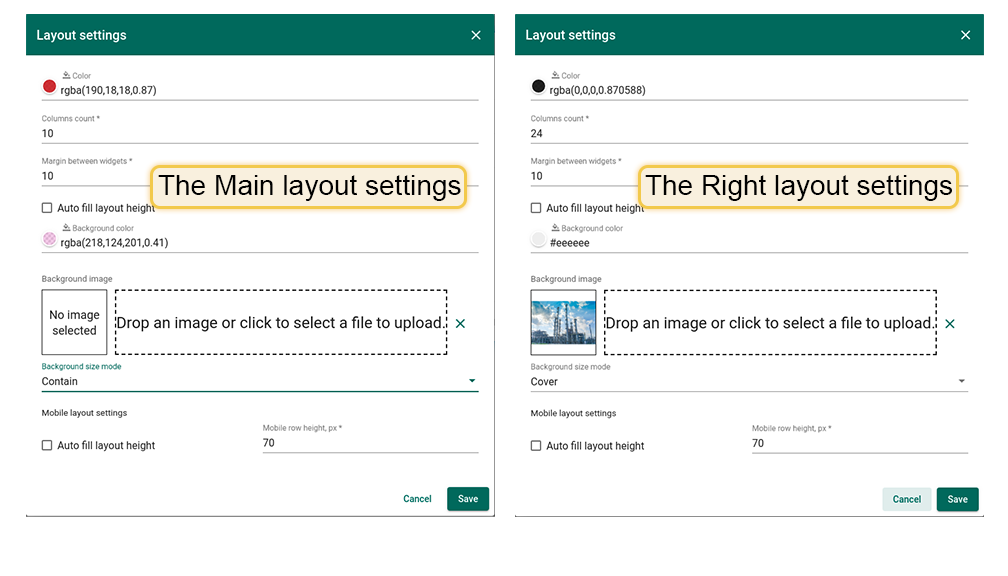 Layout settings
Color
rgba(190,18,18,0.87)
Columns count *
10
Margin between widgets *
10
The Main layout settings
Auto fill layout height
Background color
rgba(218,124,201,0.41)
Background image
No image
selected
Drop an image or click to select a file to upload.
Background size mode
Contain
Mobile layout settings
Auto fill layout height
Mobile row height, px *
70
Cancel
Save
Layout settings
Color
rgba(0,0,0,0.870588)
Columns count *
24
Margin between widgets *
10
The Right layout settings
Auto fill layout height
Background color
#eeeeee
Background image
Drop an image or click to select a file to upload.
Background size mode
Cover
Mobile layout settings
Auto fill layout height
Mobile row height, px *
70
Cancel
Save